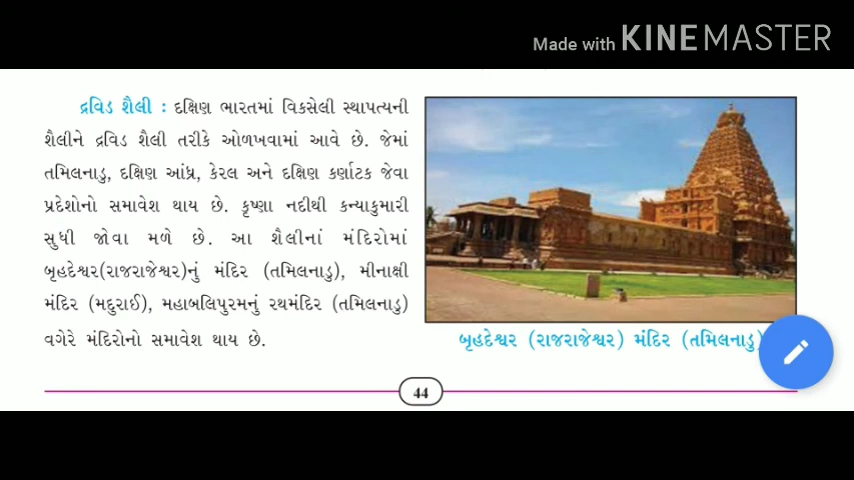 Made with KINEMASTER
દ્રવિડ શૈલી : દક્ષિણ ભારતમાં વિકસેલી સ્થાપત્યની
શૈલીને દ્રવિડ શૈલી તરીકે ઓળખવામાં આવે છે. જેમાં
તમિલનાડુ, દક્ષિણ આંધ્ર, કેરલ અને દક્ષિણ કર્ણાટક જેવા
પ્રદેશોનો સમાવેશ થાય છે. કૃષ્ણા નદીથી કન્યાકુમારી
સુધી જોવા મળે છે. આ શૈલીનાં મંદિરોમાં
બૃહદેશ્વર(રાજરાજેશ્વર)નું મંદિર (તમિલનાડુ), મીનાક્ષી
મંદિર (મદુરાઈ), મહાબલિપુરમનું રથમંદિર (તમિલનાડુ)
વગેરે મંદિરોનો સમાવેશ થાય છે.
બૃહદેશ્વર (રાજરાજેશ્વર) મંદિર (તમિલનાડુ)
44